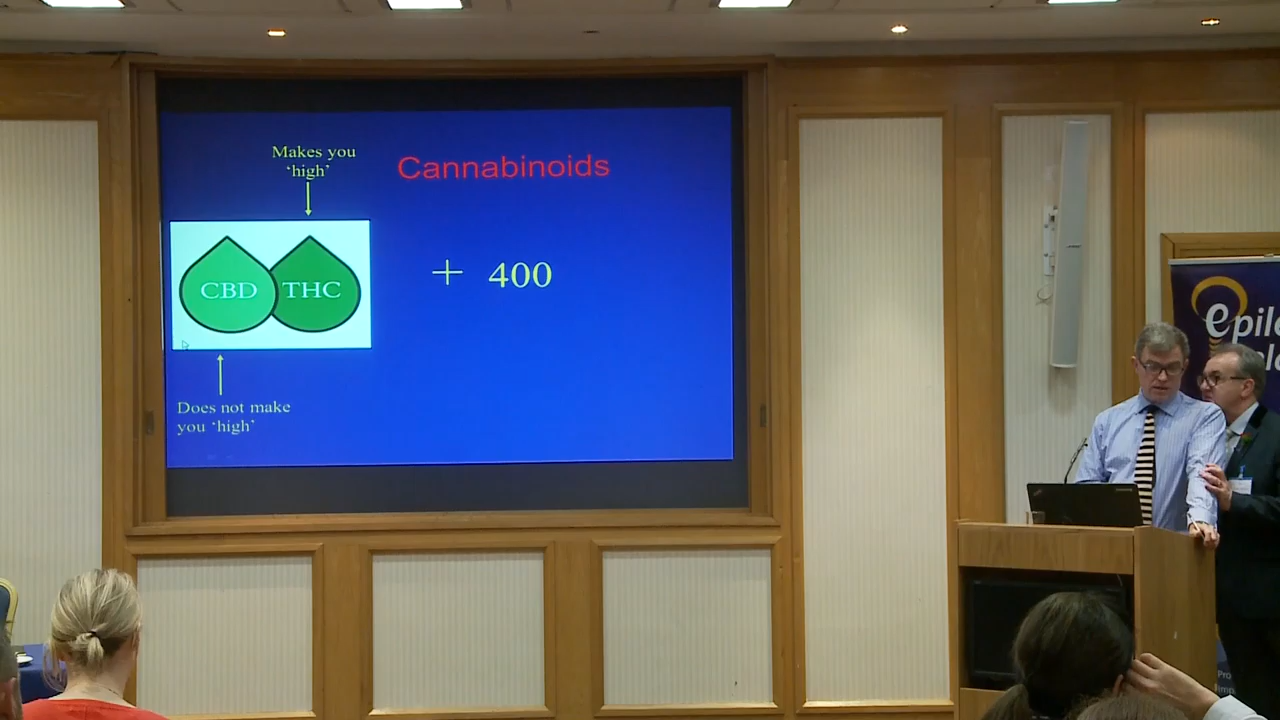 Makes you
‘high’
Cannabinoids
CBD THC
+ 400
Does not make
you ‘high’